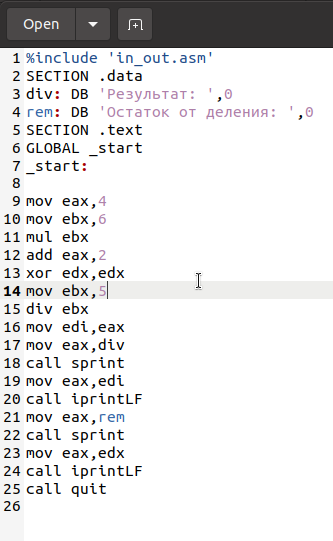 Open
1 %include 'in_out.asm'
2 SECTION .data
3 div: DB 'Результат: ',0
4 rem: DB 'Остаток от деления: ',0
5 SECTION .text
6 GLOBAL _start
7 _start:
8
9 mov eax,4
10 mov ebx,6
11 mul ebx
12 add eax,2
13 xor edx,edx
14 mov ebx,5
15 div ebx
16 mov edi,eax
17 mov eax,div
18 call sprint
19 mov eax,edi
20 call iprintLF
21 mov eax,rem
22 call sprint
23 mov eax,edx
24 call iprintLF
25 call quit
26